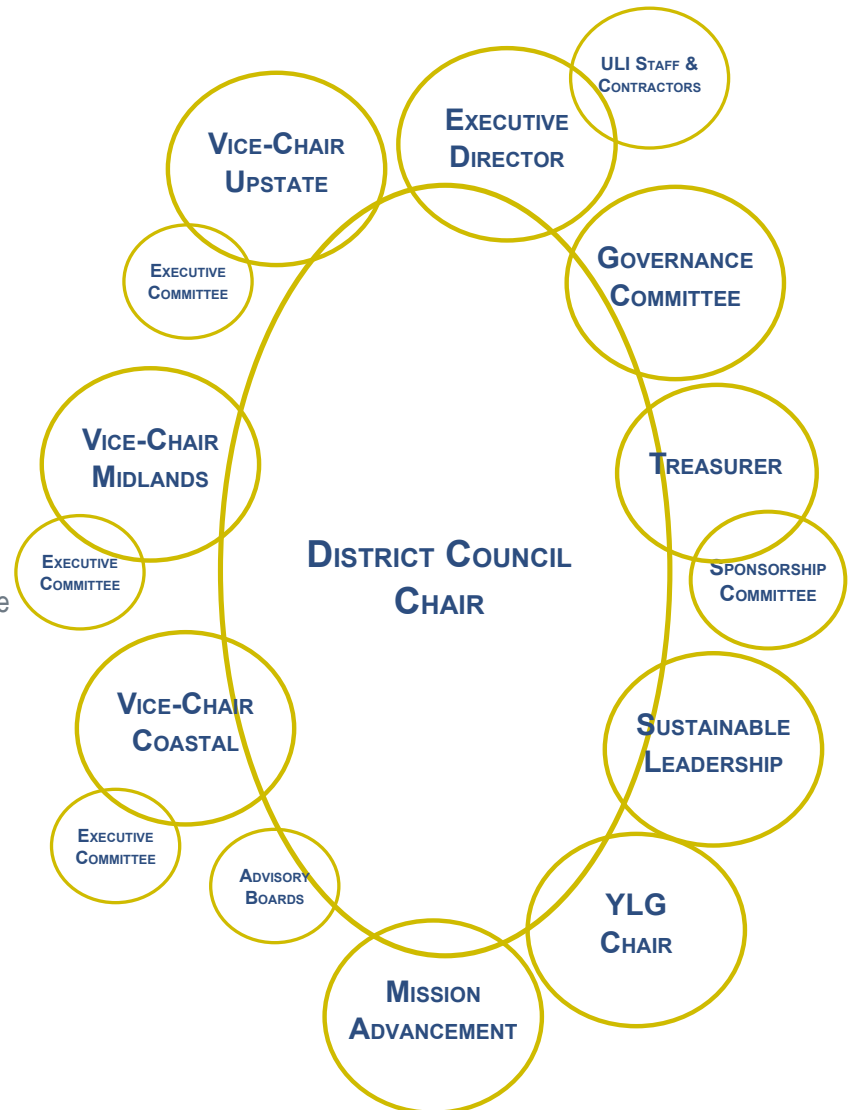 ULI Staff &
Contractors
Executive
Director
Vice-Chair
Upstate
Governance
Committee
Executive
Committee
Vice-Chair
Midlands
Treasurer
District Council
Chair
Executive
Committee
Sponsorship
Committee
e
Vice-Chair
Coastal
Sustainable
Leadership
Executive
Committee
Advisory
Boards
YLG
Chair
Mission
Advancement